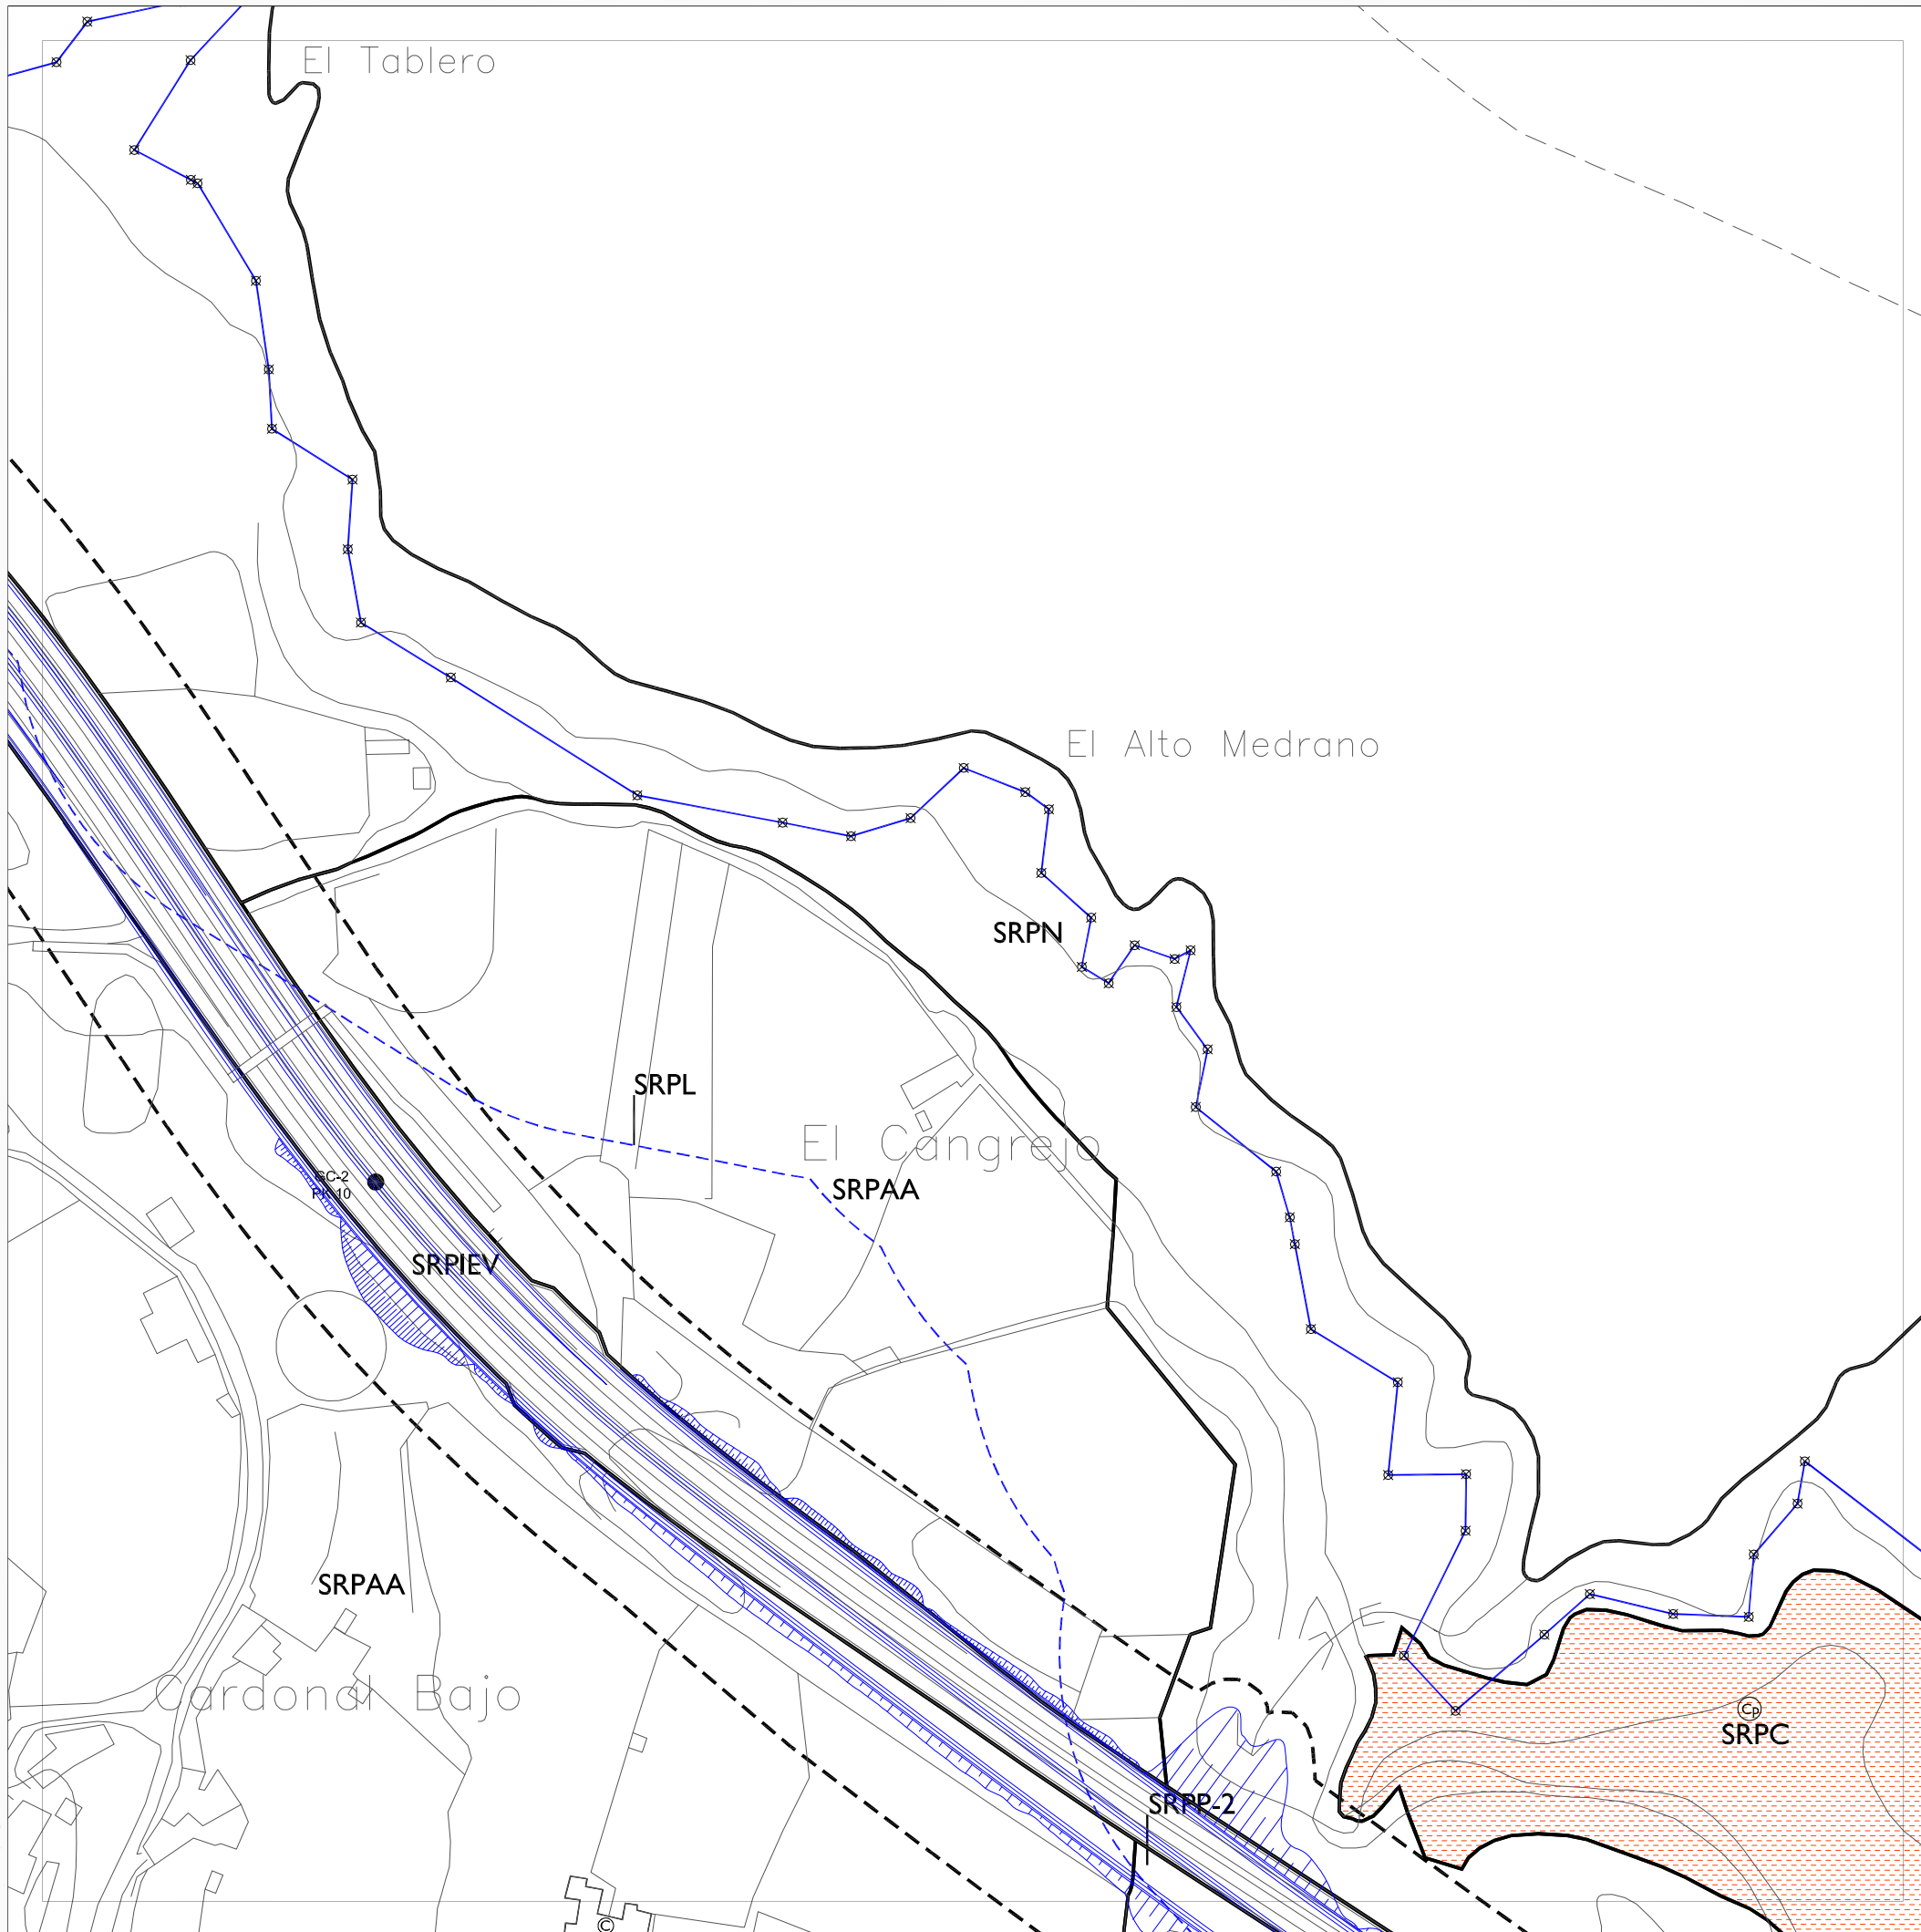 El Tablero
El Alto Medrano
SRPN
SRPL
El Cangrejo
SRPAA
GC-2
PK 10
SRPIEV
SRPAA
Cardonal Bajo
Cp
SRPC
SRPP-2
C